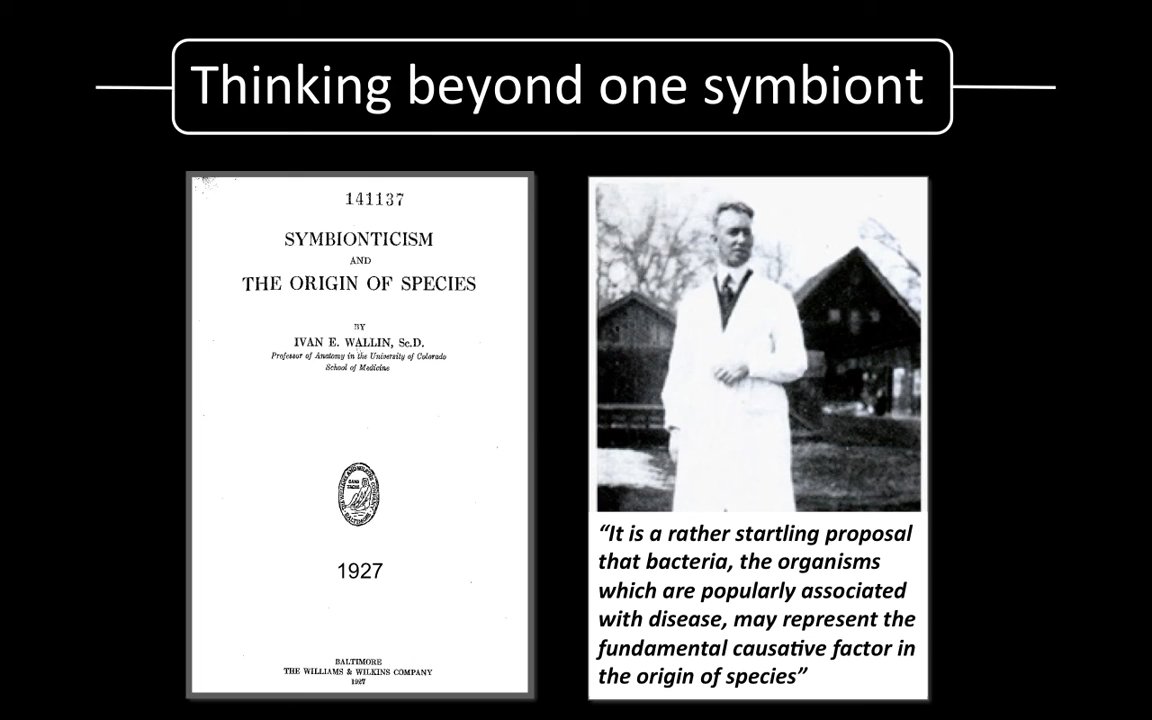 Thinking beyond one symbiont
141137
SYMBIONTICISM
AND
THE ORIGIN OF SPECIES
BY
IVAN E. WALLIN, Sc.D.
Professor of Anatomy in the University of Colorado
School of Medicine
1927
BALTIMORE
THE WILLIAMS & WILKINS COMPANY
1927
“It is a rather startling proposal
that bacteria, the organisms
which are popularly associated
with disease, may represent the
fundamental causative factor in
the origin of species”